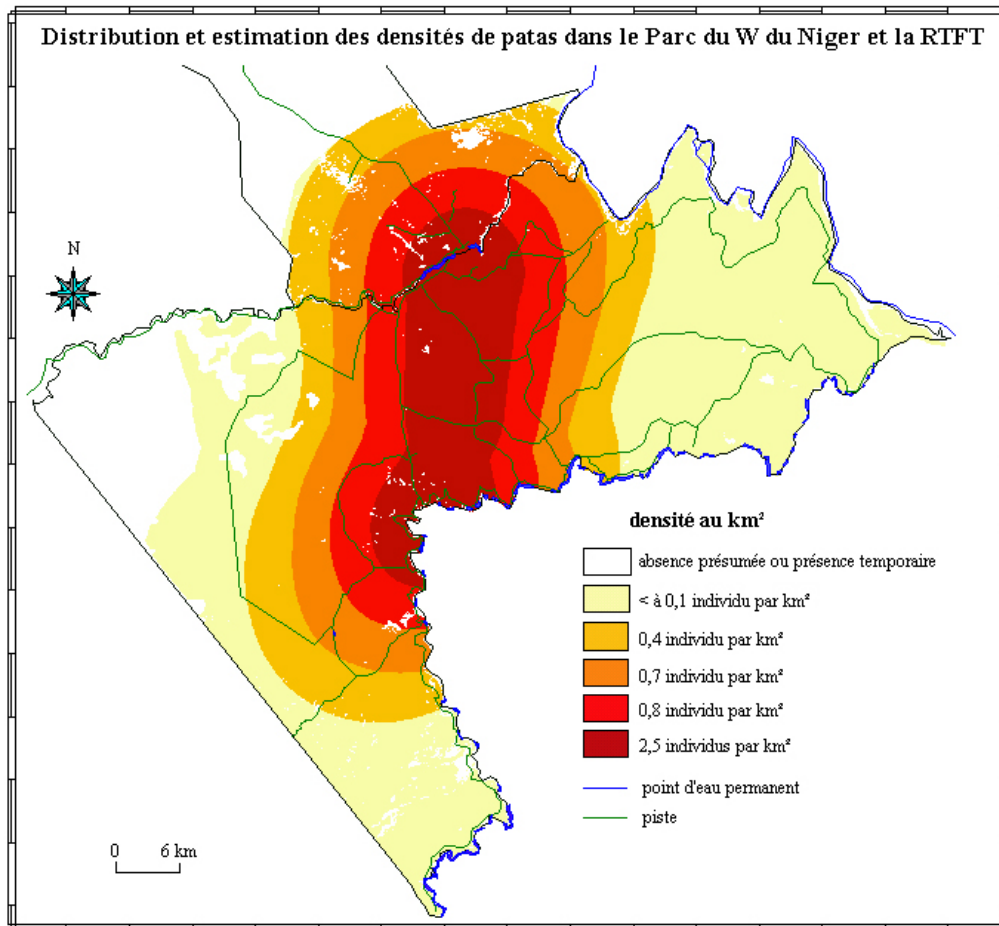 Distribution et estimation des densités de patas dans le Parc du W du Niger et la RTFT
N
densité au km²
absence présumée ou présence temporaire
< à 0,1 individu par km²
0,4 individu par km²
0,7 individu par km²
0,8 individu par km²
2,5 individus par km²
point d'eau permanent
piste
0 6 km